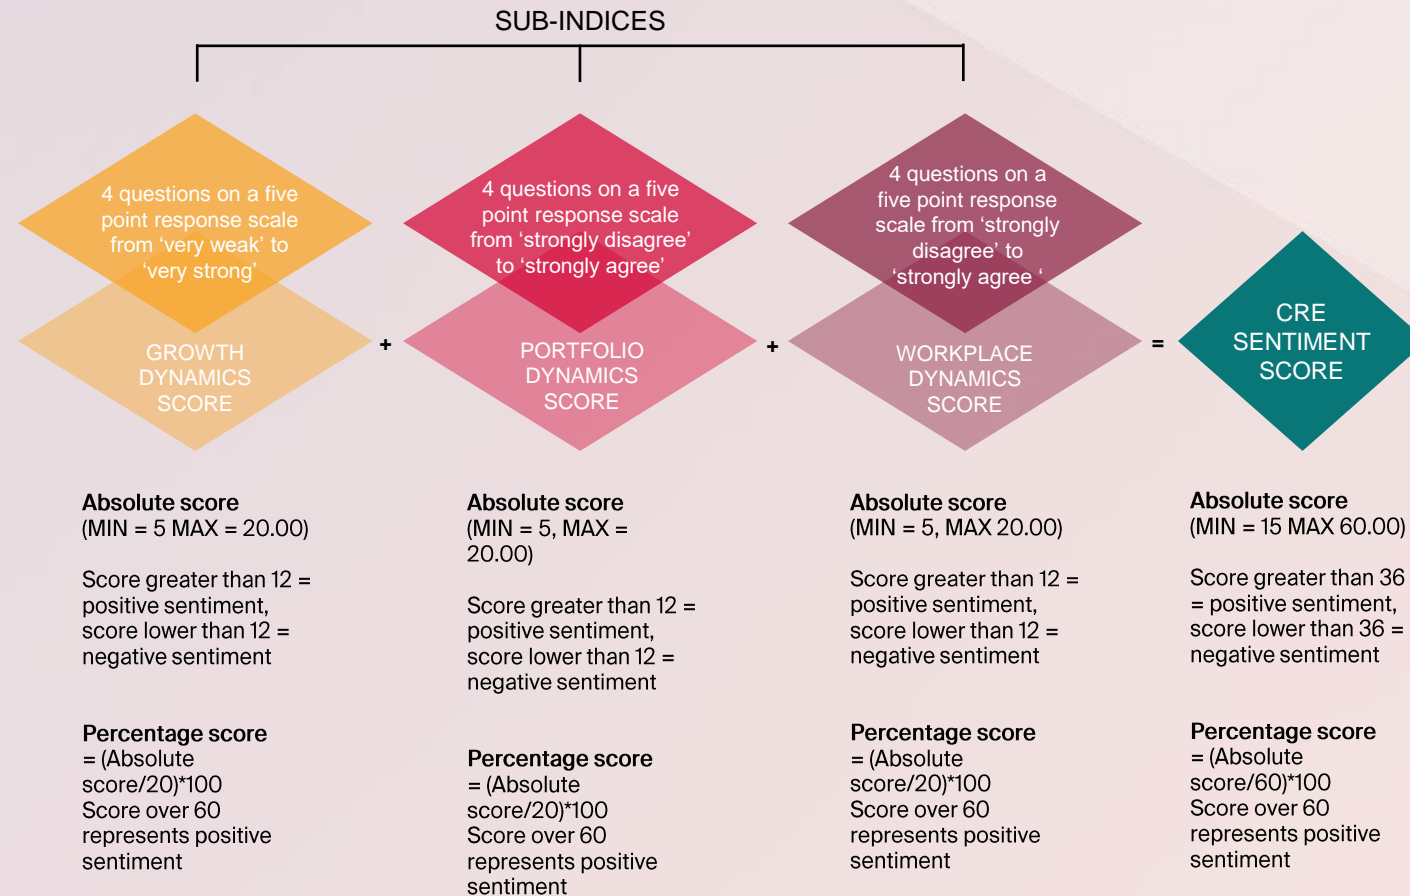 SUB-INDICES
4 questions on a five
point response scale
from ‘very weak’ to
‘very strong’
GROWTH
DYNAMICS
SCORE
+
4 questions on a five
point response scale
from ‘strongly disagree’
to ‘strongly agree’
PORTFOLIO
DYNAMICS
SCORE
+
4 questions on a
five point response
scale from ‘strongly
disagree’ to
‘strongly agree ‘
WORKPLACE
DYNAMICS
SCORE
=
CRE
SENTIMENT
SCORE
Absolute score
(MIN = 5 MAX = 20.00)
Score greater than 12 =
positive sentiment,
score lower than 12 =
negative sentiment
Percentage score
= (Absolute
score/20)*100
Score over 60
represents positive
sentiment
Absolute score
(MIN = 5, MAX =
20.00)
Score greater than 12 =
positive sentiment,
score lower than 12 =
negative sentiment
Percentage score
= (Absolute
score/20)*100
Score over 60
represents positive
sentiment
Absolute score
(MIN = 5, MAX 20.00)
Score greater than 12 =
positive sentiment,
score lower than 12 =
negative sentiment
Percentage score
= (Absolute
score/20)*100
Score over 60
represents positive
sentiment
Absolute score
(MIN = 15 MAX 60.00)
Score greater than 36
= positive sentiment,
score lower than 36 =
negative sentiment
Percentage score
= (Absolute
score/60)*100
Score over 60
represents positive
sentiment